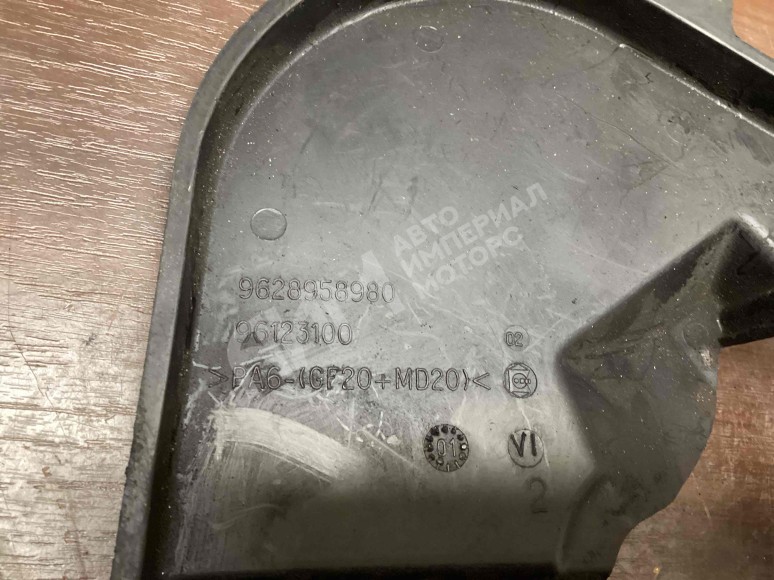 АВТО
ИМПЕРИАЛ
МОТОРС
9628958980
96123100
02
>PA6-(GF20+MD20)<
01
VI
2